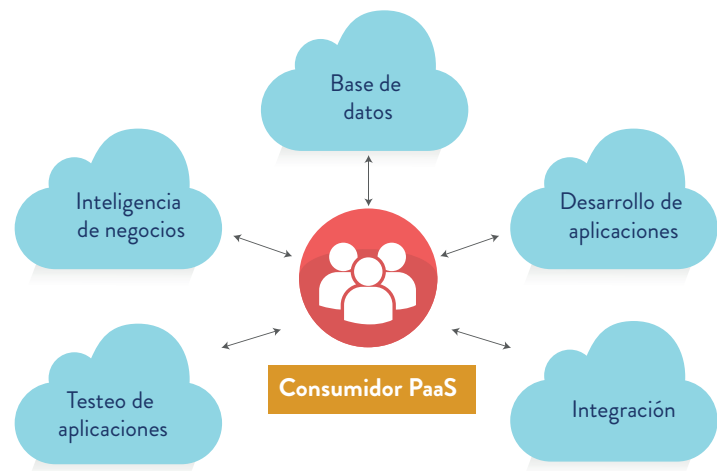 Base de
datos
Inteligencia
de negocios
Desarrollo de
aplicaciones
Consumidor PaaS
Testeo de
aplicaciones
Integración